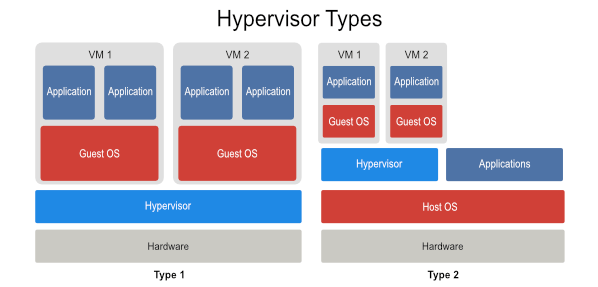 Hypervisor Types
VM 1
VM 2
Application
Application
Application
Application
Guest OS
Guest OS
Hypervisor
Hardware
Type 1
VM 1
VM 2
Application
Application
Guest OS
Guest OS
Hypervisor
Applications
Host OS
Hardware
Type 2